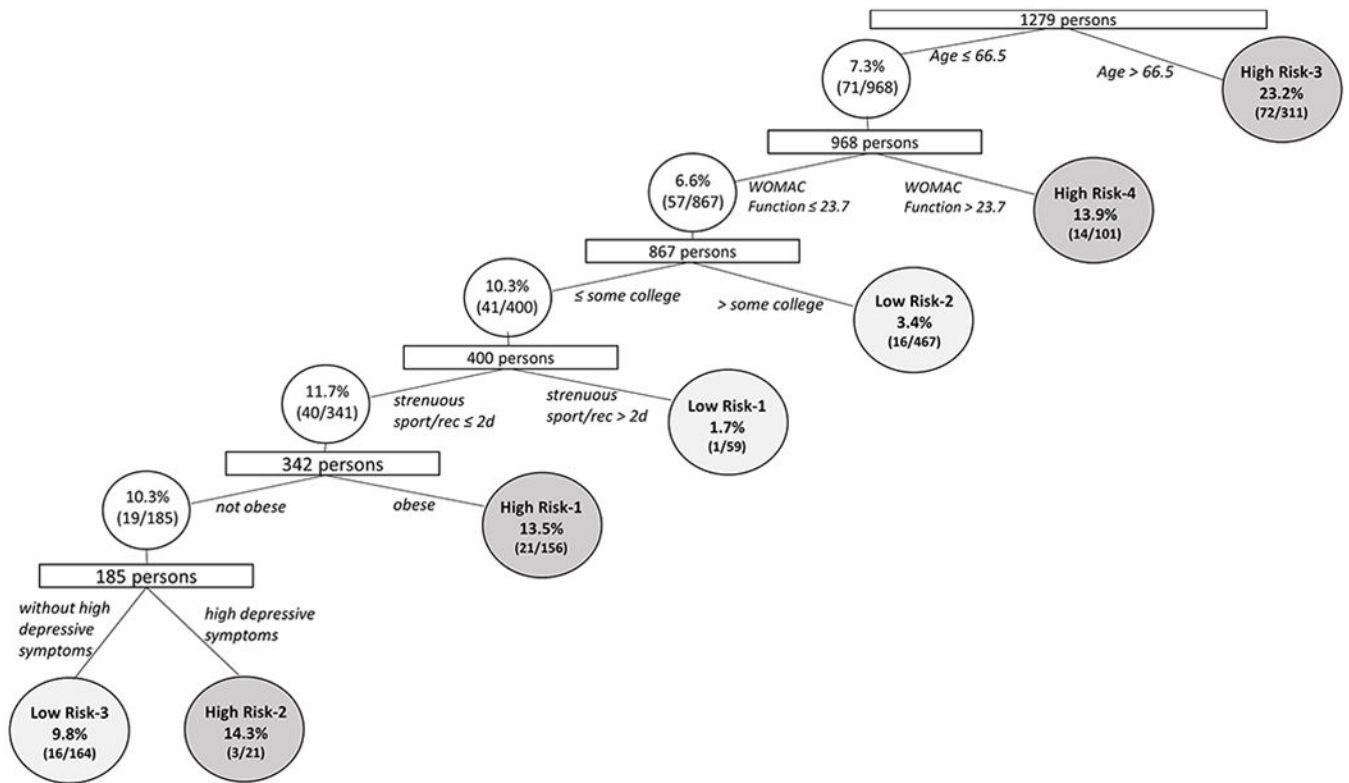 1279 persons
7.3%
(71/968)
Age ≤ 66.5
Age > 66.5
High Risk-3
23.2%
(72/311)
968 persons
6.6%
(57/867)
WOMAC
Function ≤ 23.7
WOMAC
Function > 23.7
High Risk-4
13.9%
(14/101)
867 persons
10.3%
(41/400)
≤ some college
> some college
Low Risk-2
3.4%
(16/467)
400 persons
11.7%
(40/341)
strenuous
sport/rec ≤ 2d
strenuous
sport/rec > 2d
Low Risk-1
1.7%
(1/59)
342 persons
10.3%
(19/185)
not obese
obese
High Risk-1
13.5%
(21/156)
185 persons
without high
depressive
symptoms
high depressive
symptoms
Low Risk-3
9.8%
(16/164)
High Risk-2
14.3%
(3/21)